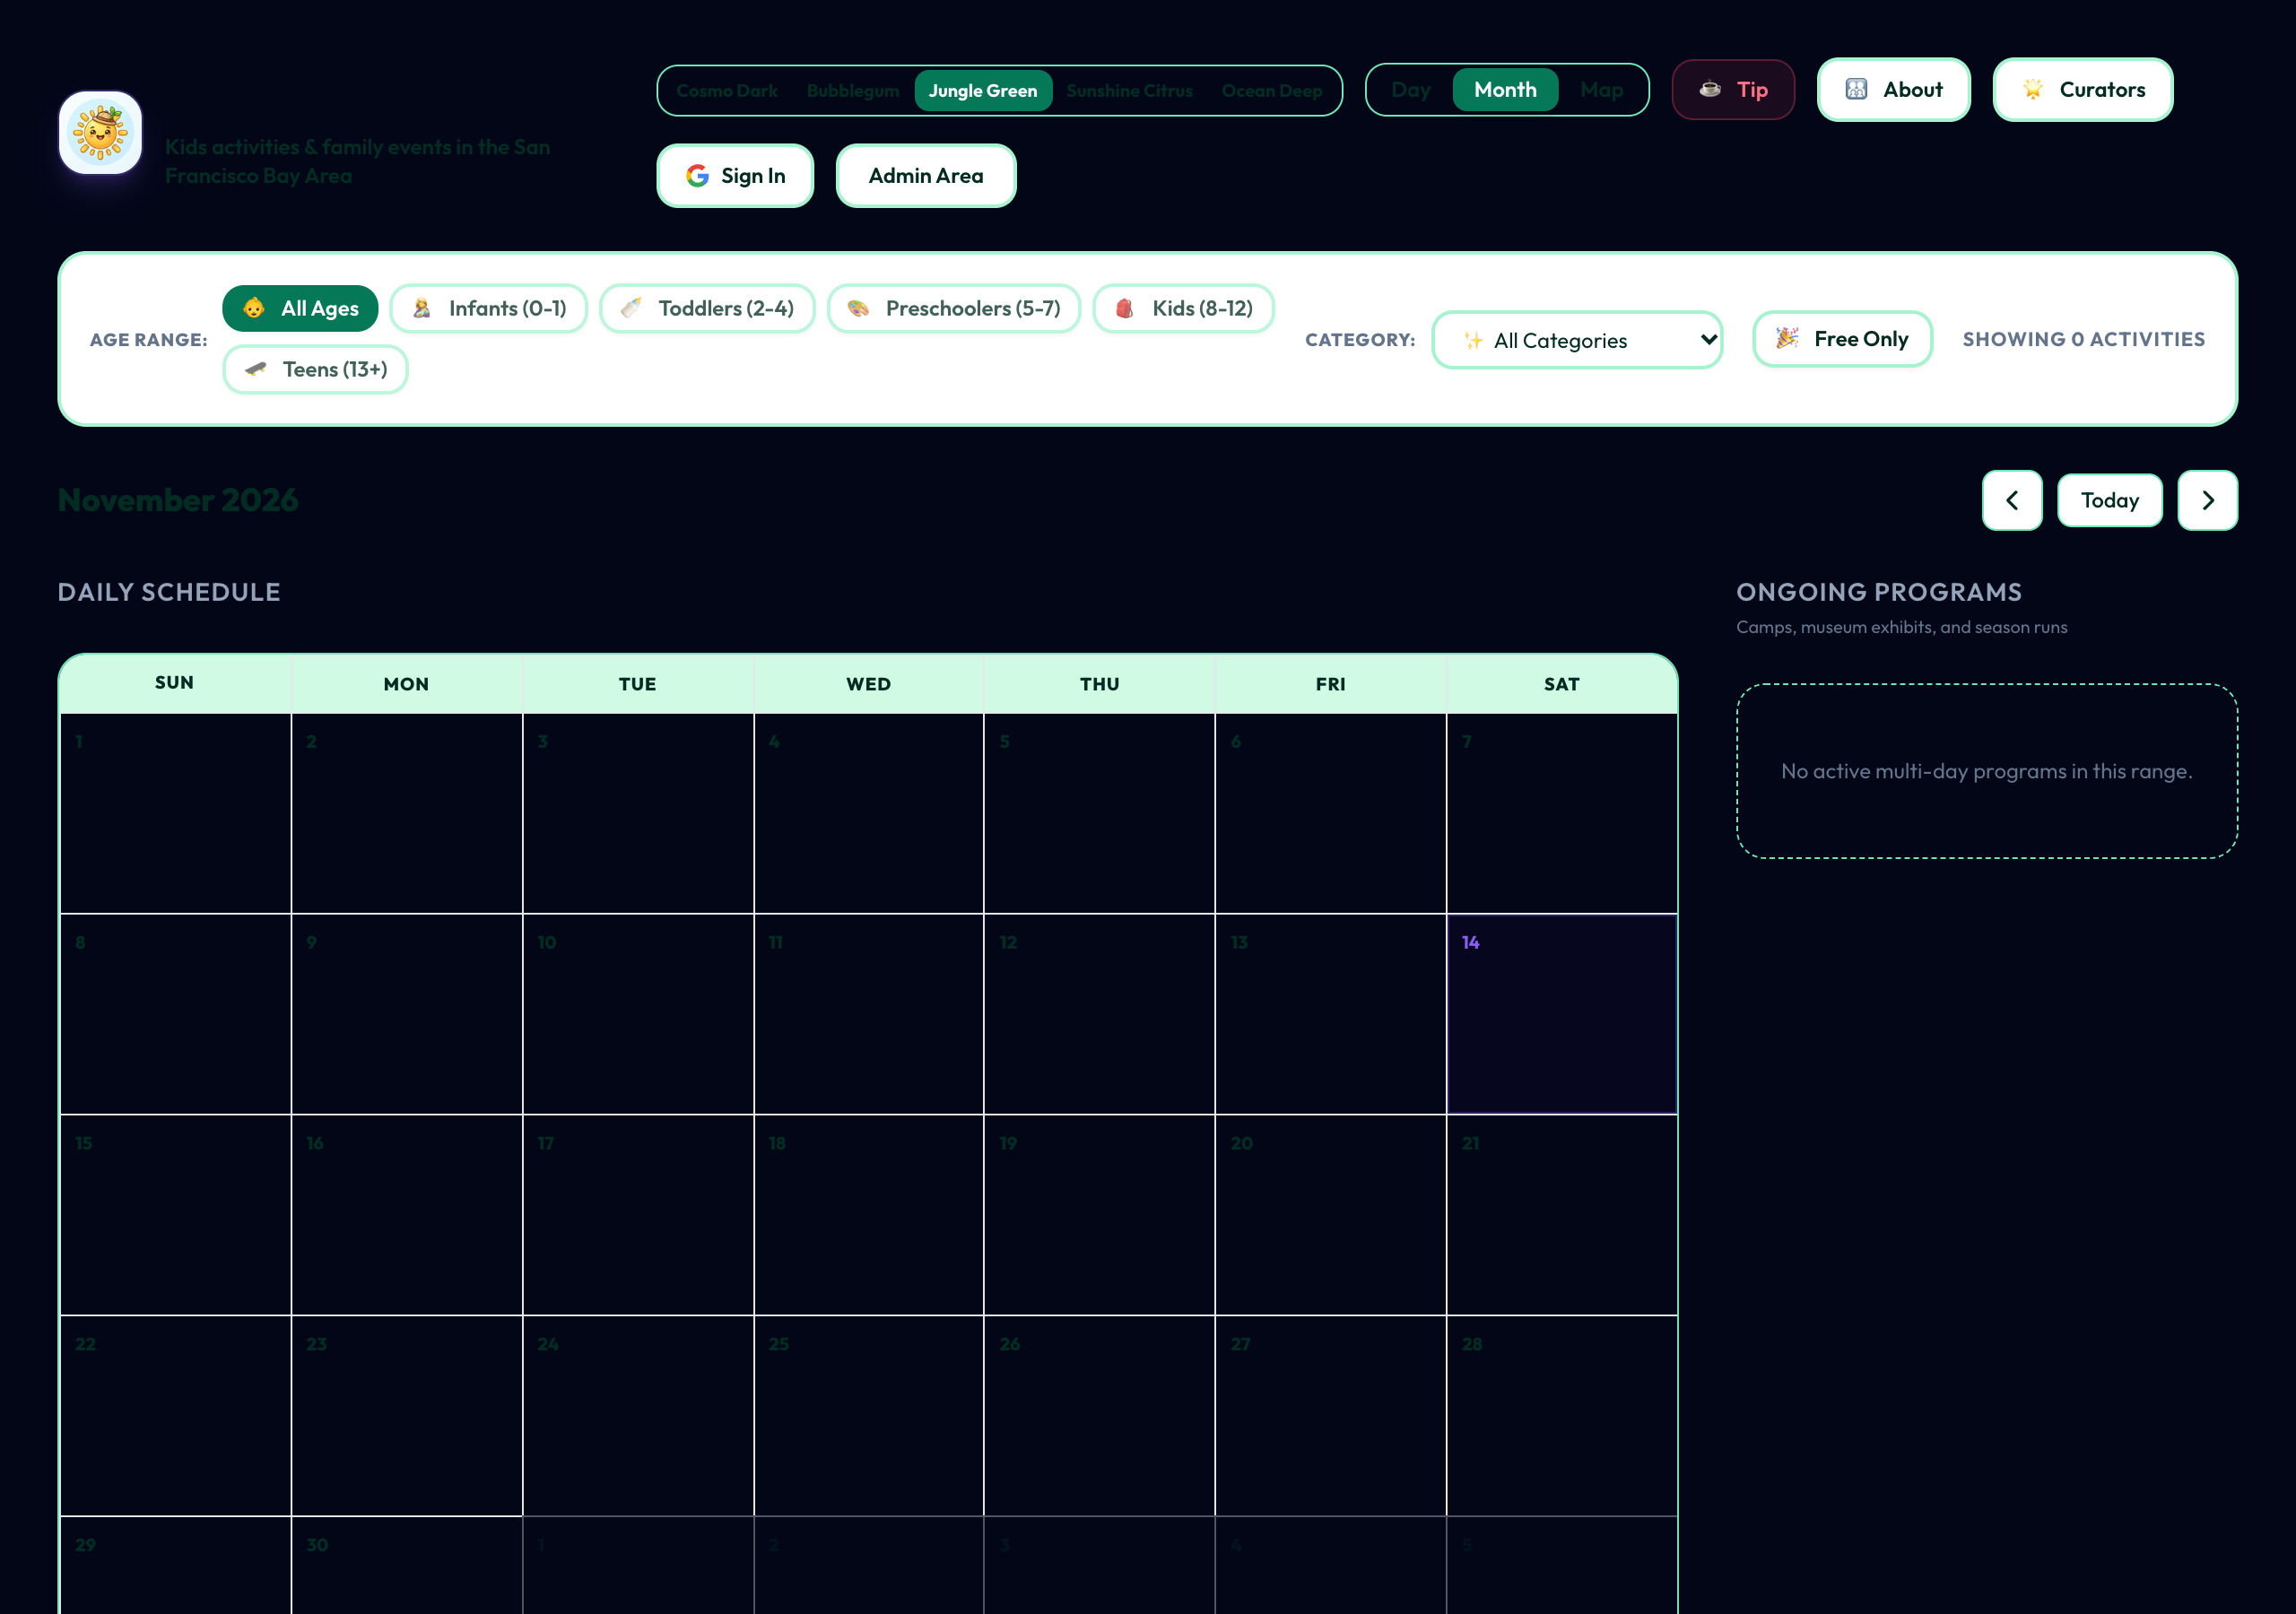 Kids activities & family events in the San
Francisco Bay Area
Cosmo Dark Bubblegum Jungle Green Sunshine Citrus Ocean Deep
Day Month Map
Tip
About
Curators
Sign In
Admin Area
AGE RANGE:
All Ages
Infants (0-1)
Toddlers (2-4)
Preschoolers (5-7)
Kids (8-12)
Teens (13+)
CATEGORY:
All Categories
Free Only
SHOWING 0 ACTIVITIES
November 2026
Today
DAILY SCHEDULE
SUN MON TUE WED THU FRI SAT
1 2 3 4 5 6 7
8 9 10 11 12 13 14
15 16 17 18 19 20 21
22 23 24 25 26 27 28
29 30 1 2 3 4 5
ONGOING PROGRAMS
Camps, museum exhibits, and season runs
No active multi-day programs in this range.